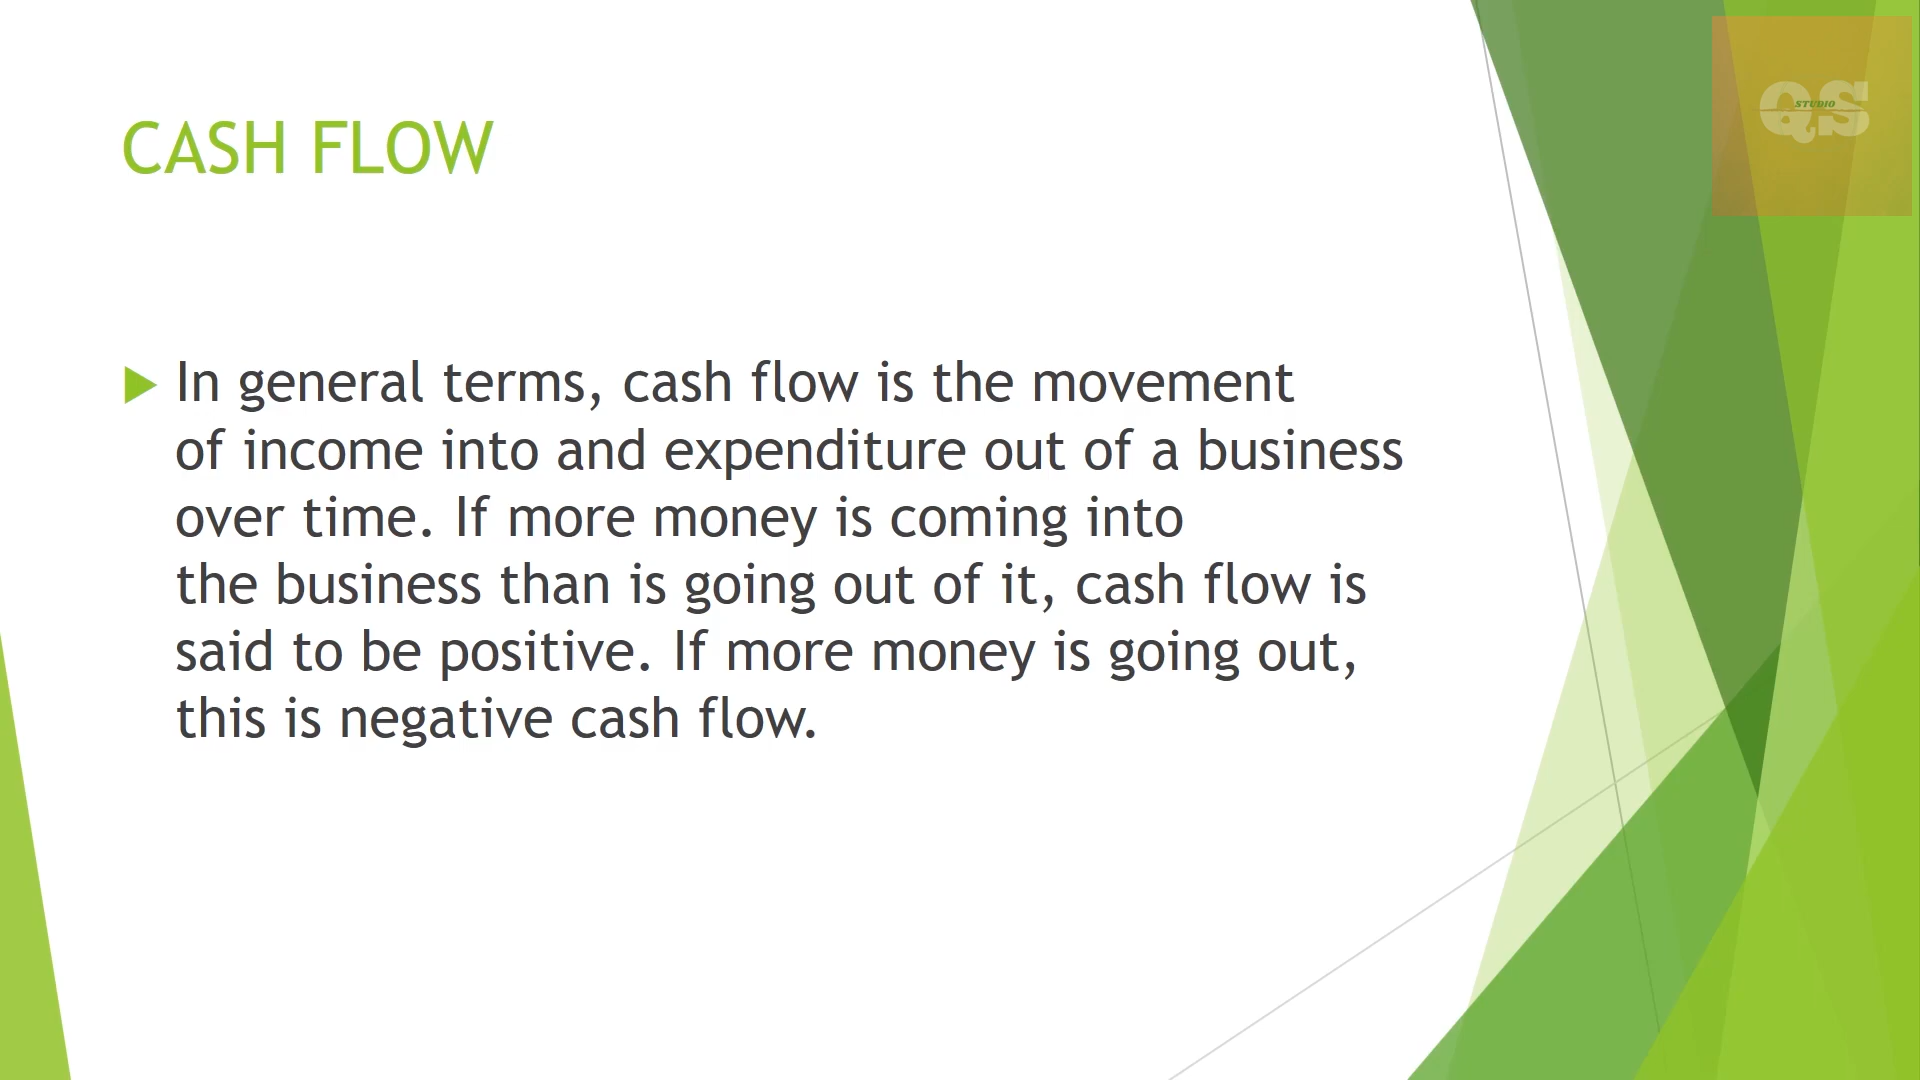 QS
STUDIO
CASH FLOW
In general terms, cash flow is the movement
of income into and expenditure out of a business
over time. If more money is coming into
the business than is going out of it, cash flow is
said to be positive. If more money is going out,
this is negative cash flow.